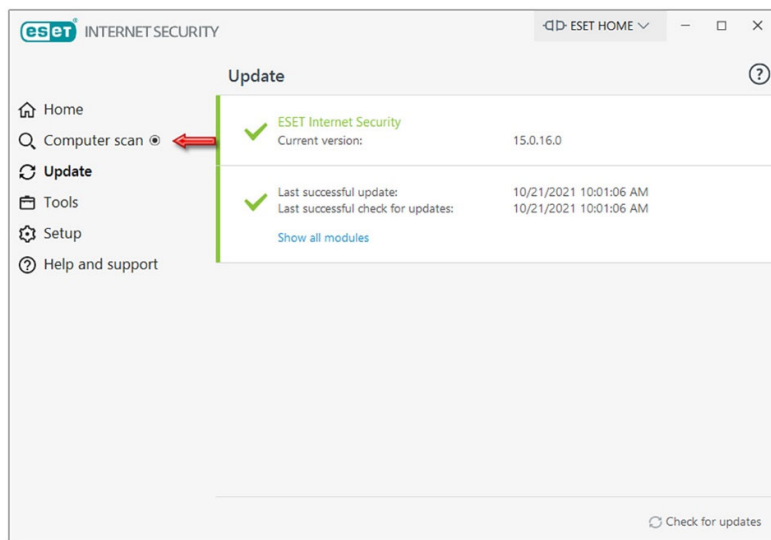 eset INTERNET SECURITY
ESET HOME
Update
?
Home
Computer scan
Update
Tools
Setup
Help and support
ESET Internet Security
Current version: 15.0.16.0
Last successful update: 10/21/2021 10:01:06 AM
Last successful check for updates: 10/21/2021 10:01:06 AM
Show all modules
Check for updates